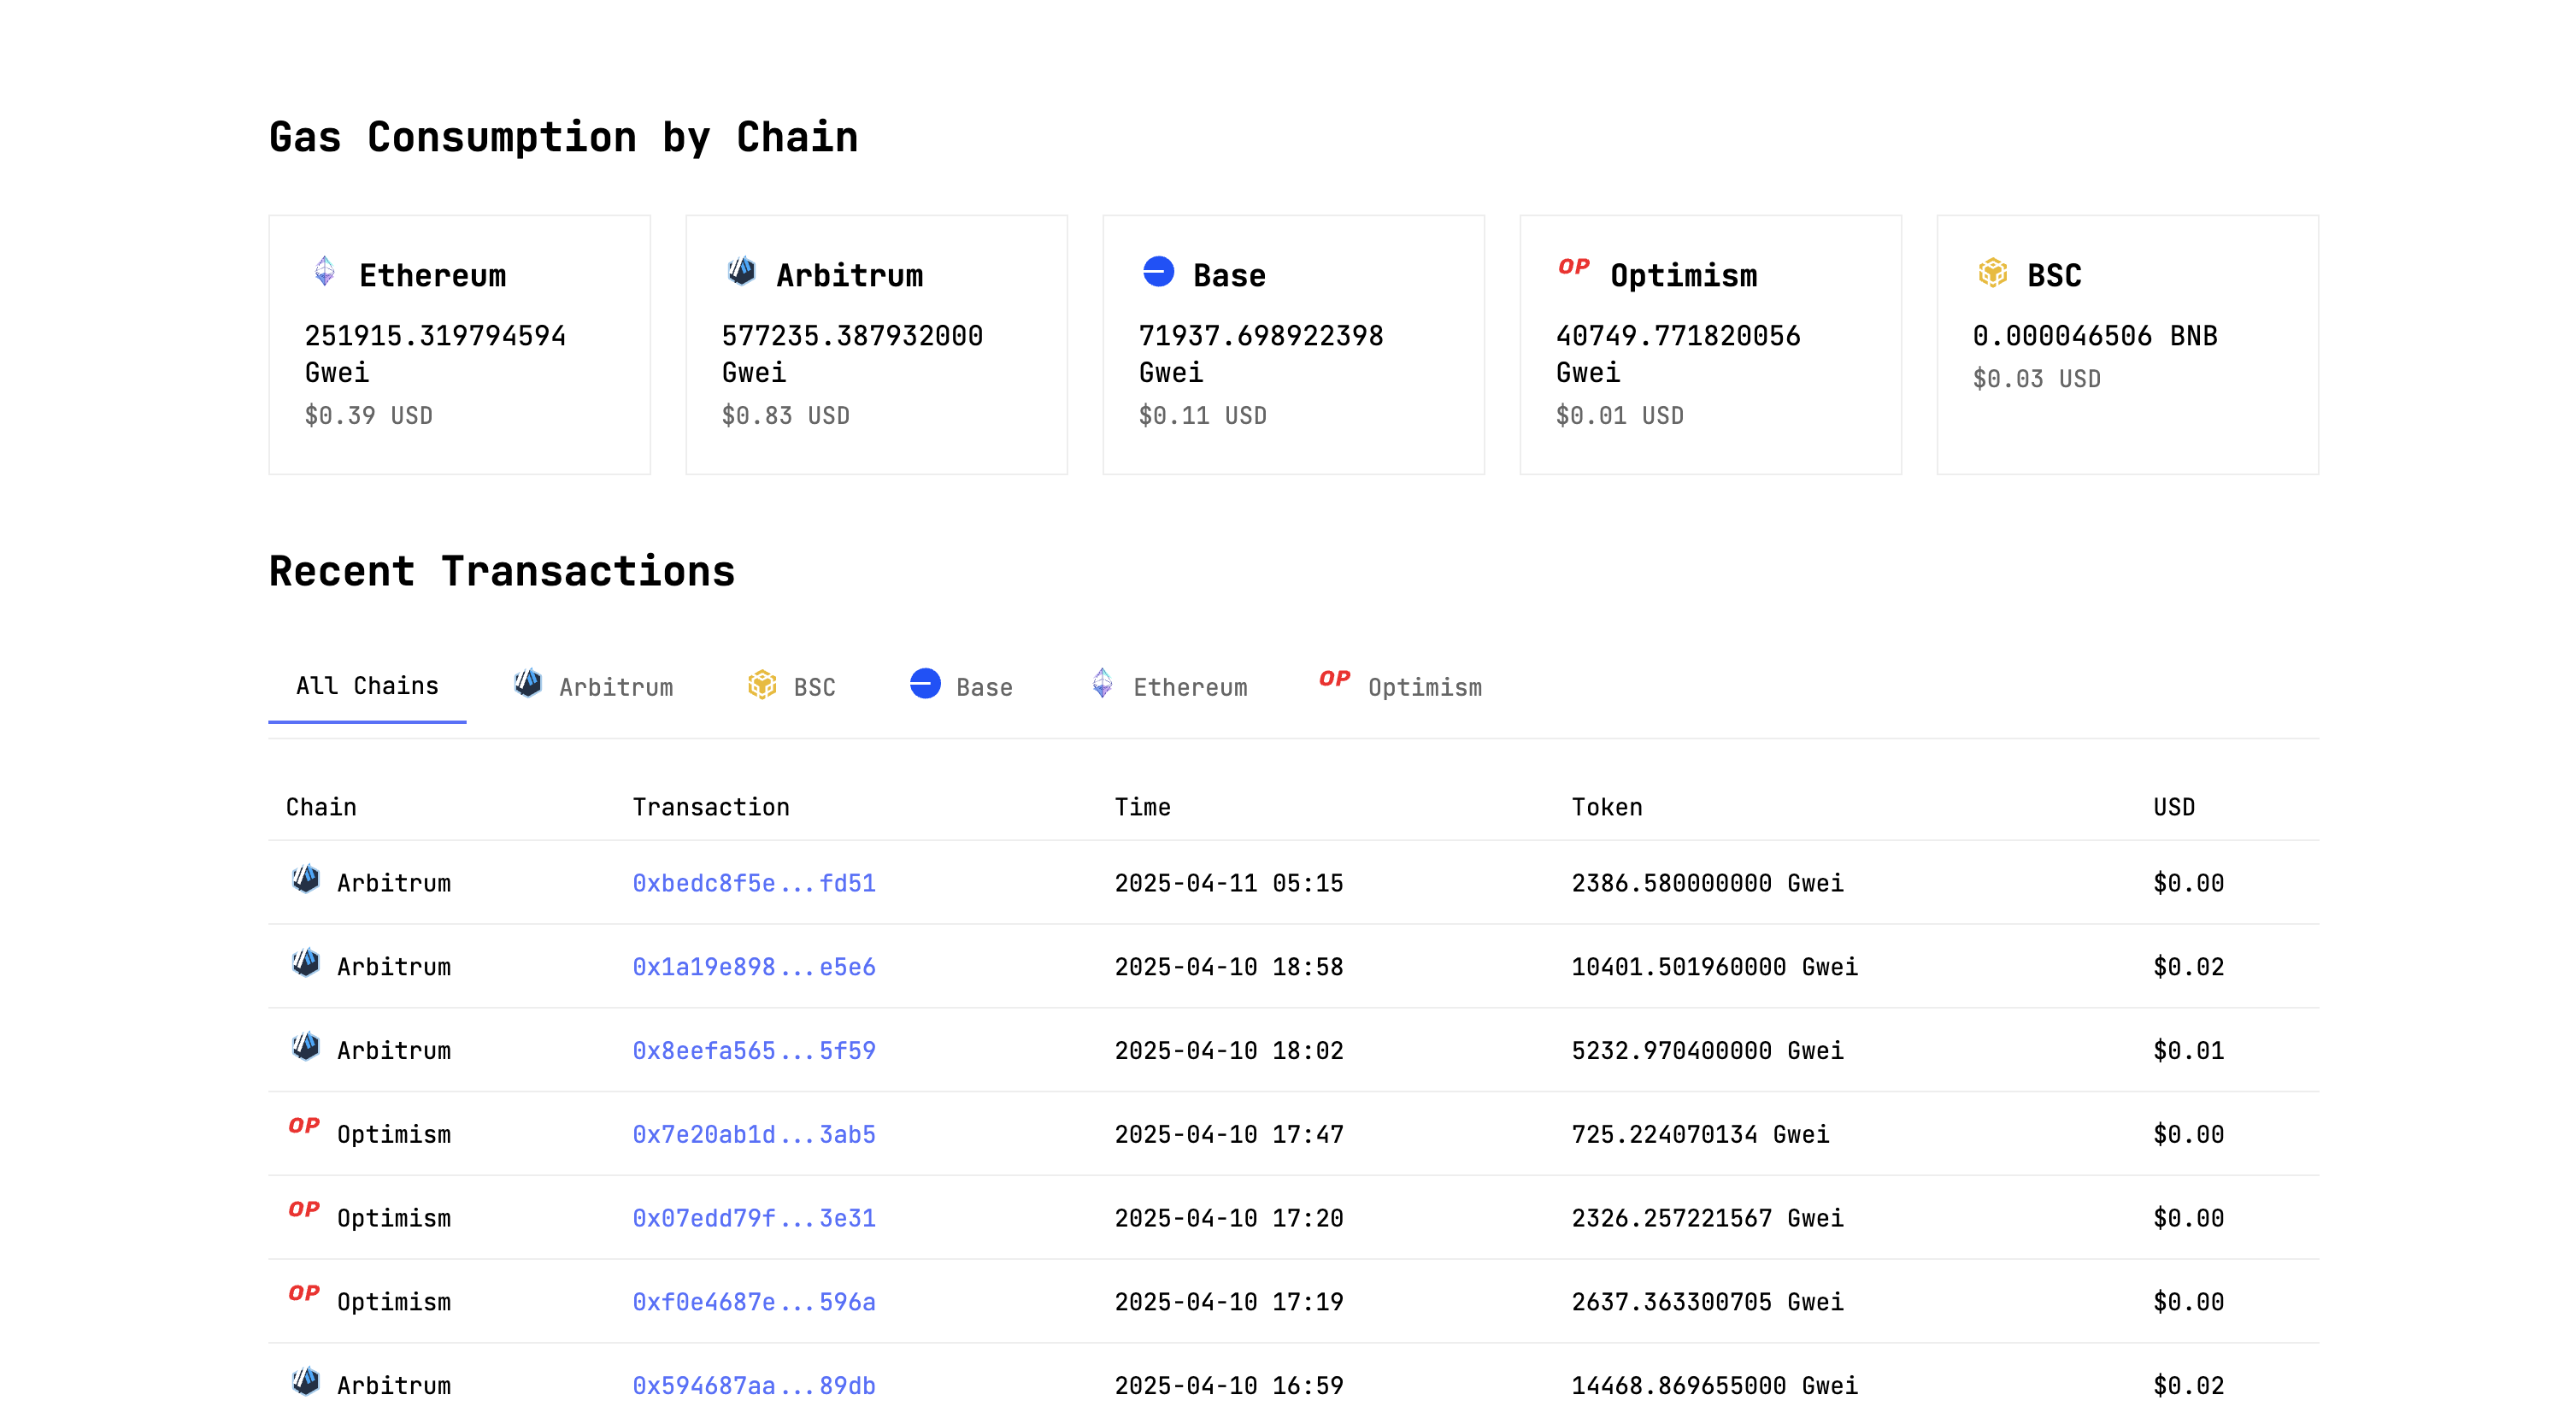 Gas Consumption by Chain
Ethereum
251915.319794594
Gwei
$0.39 USD
Arbitrum
577235.387932000
Gwei
$0.83 USD
Base
71937.698922398
Gwei
$0.11 USD
OP Optimism
40749.771820056
Gwei
$0.01 USD
BSC
0.000046506 BNB
$0.03 USD
Recent Transactions
All Chains Arbitrum BSC Base Ethereum OP Optimism
Chain Transaction Time Token USD
Arbitrum 0xbedc8f5e...fd51 2025-04-11 05:15 2386.580000000 Gwei $0.00
Arbitrum 0x1a19e898...e5e6 2025-04-10 18:58 10401.501960000 Gwei $0.02
Arbitrum 0x8eefa565...5f59 2025-04-10 18:02 5232.970400000 Gwei $0.01
OP Optimism 0x7e20ab1d...3ab5 2025-04-10 17:47 725.224070134 Gwei $0.00
OP Optimism 0x07edd79f...3e31 2025-04-10 17:20 2326.257221567 Gwei $0.00
OP Optimism 0xf0e4687e...596a 2025-04-10 17:19 2637.363300705 Gwei $0.00
Arbitrum 0x594687aa...89db 2025-04-10 16:59 14468.869655000 Gwei $0.02